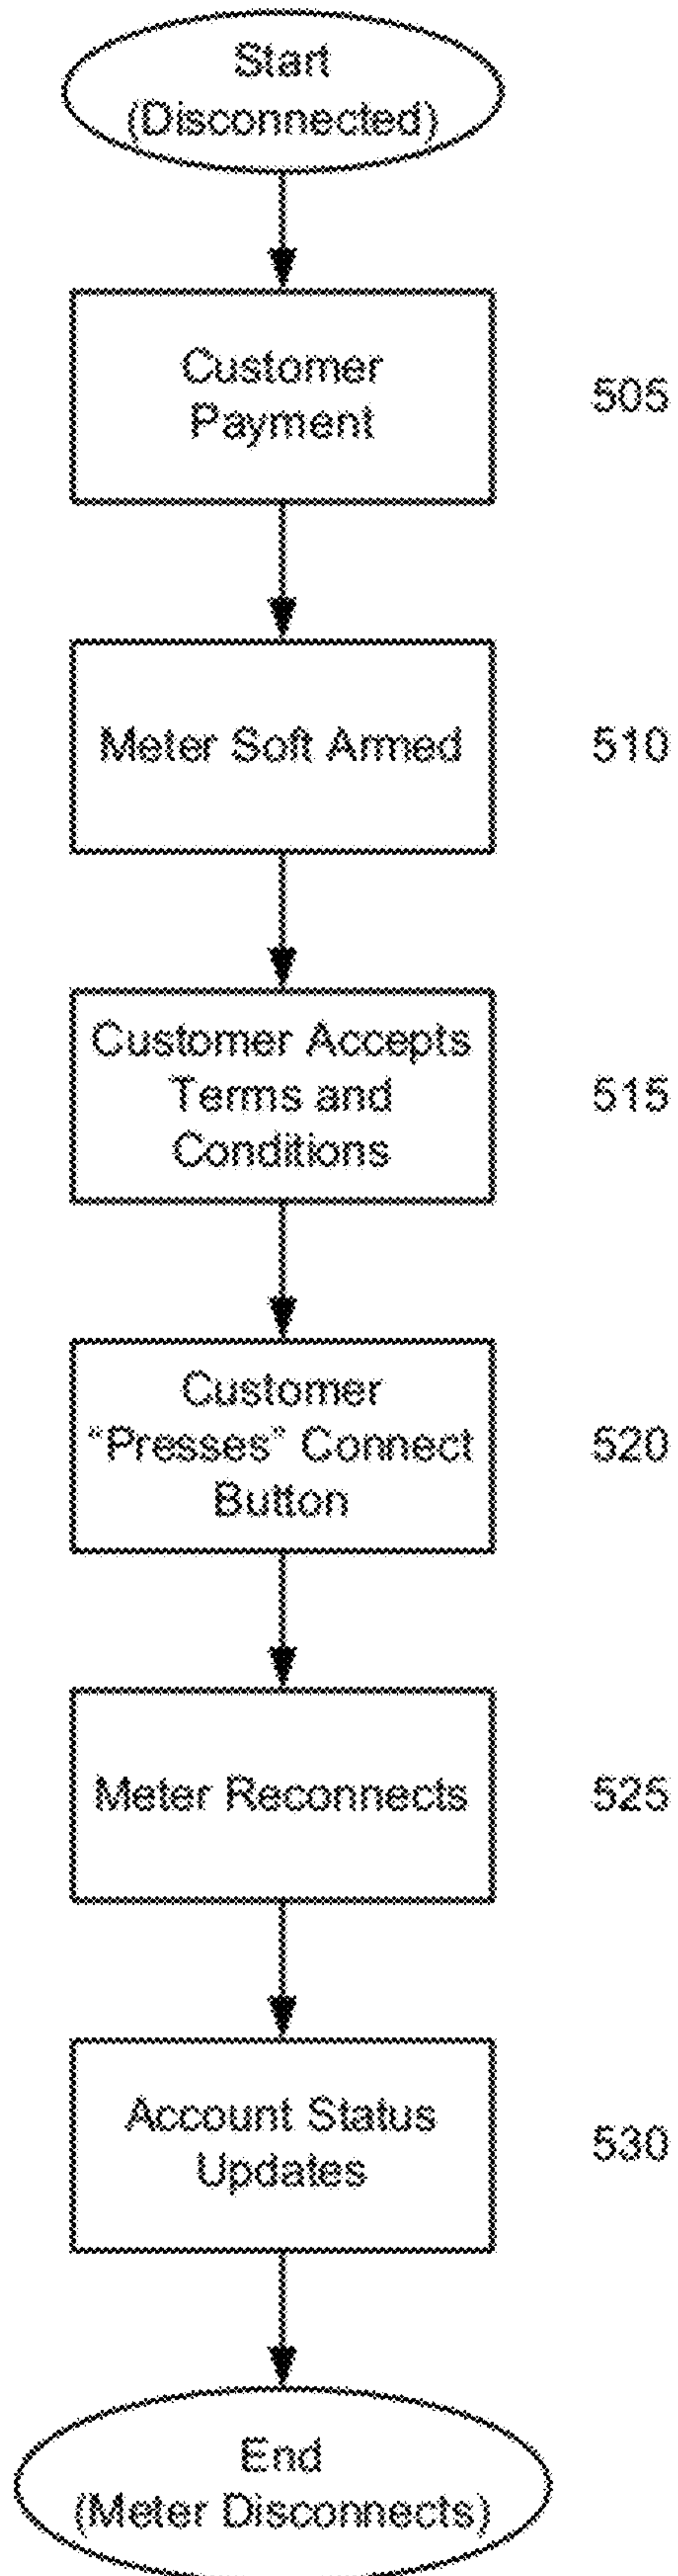 Start
(Disconnected)
Customer
Payment
505
Meter Soft Armed
510
Customer Accepts
Terms and
Conditions
515
Customer
“Presses” Connect
Button
520
Meter Reconnects
525
Account Status
Updates
530
End
(Meter Disconnects)